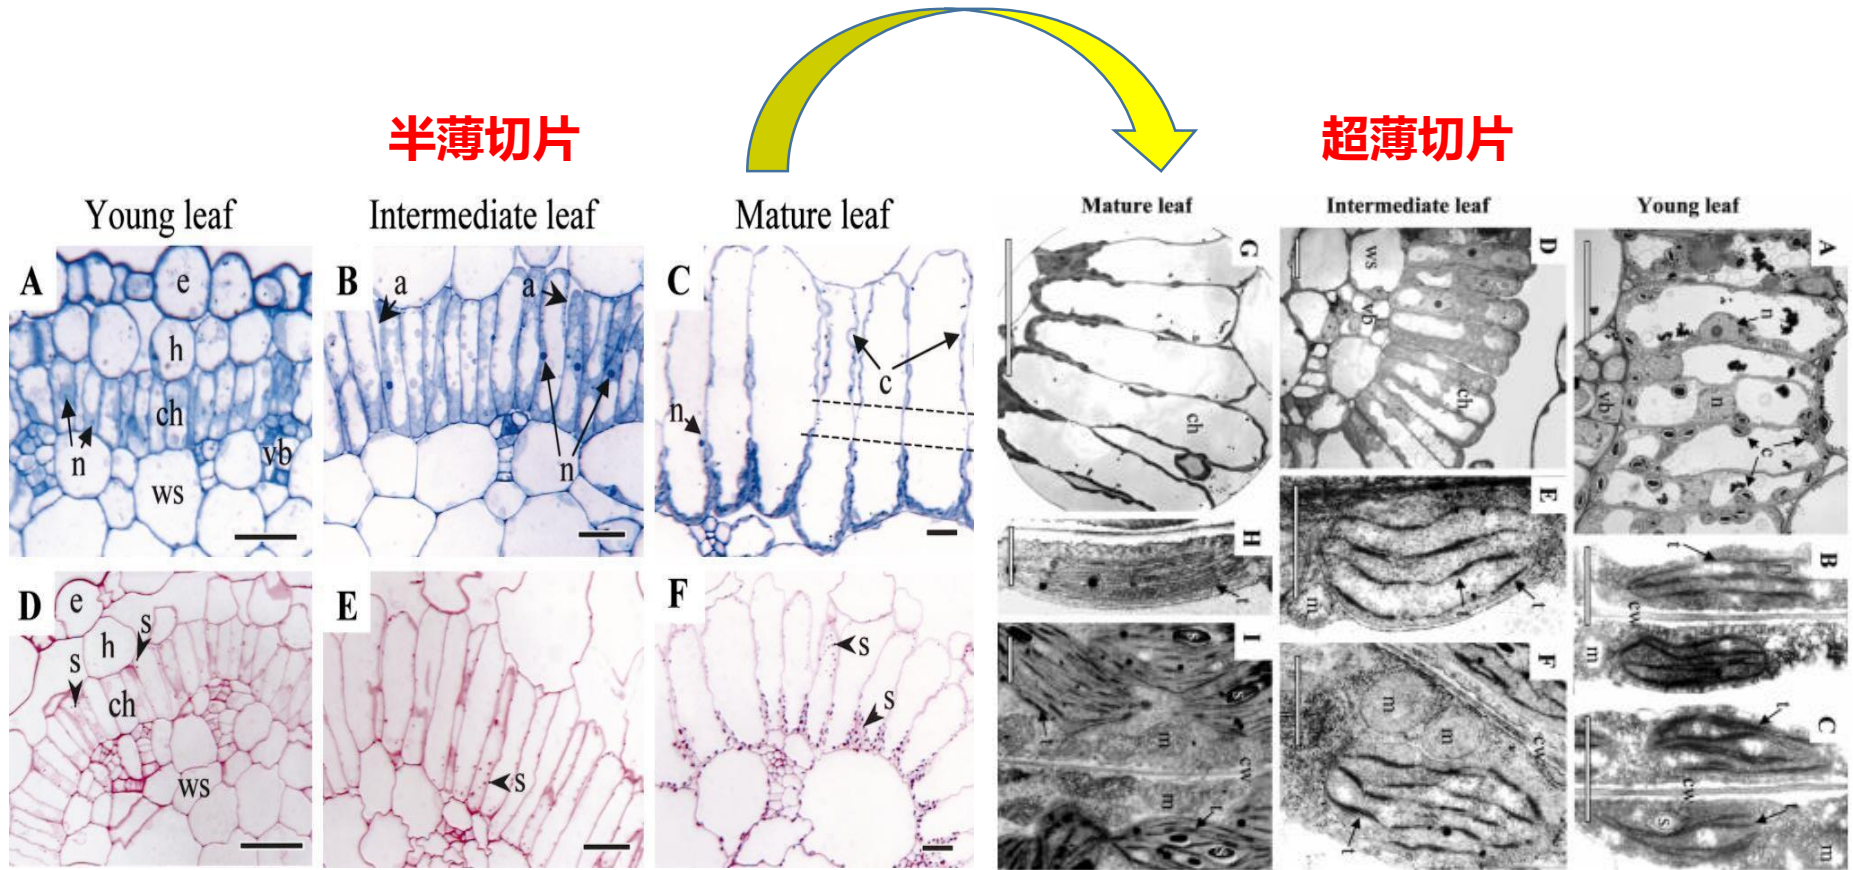 半薄切片
超薄切片
Young leaf
Intermediate leaf
Mature leaf
A
e
h
ch
n
vb
ws
B
a
a
n
C
c
n
D
e
s
h
s
ch
ws
E
s
F
s
s
Mature leaf
Intermediate leaf
Young leaf
G
ch
H
t
I
s
t
m
cw
m
t
s
D
ws
vb
ch
E
t
t
m
F
m
m
cw
t
A
n
n
vb
c
B
t
cw
m
C
t
cw
s
t
m